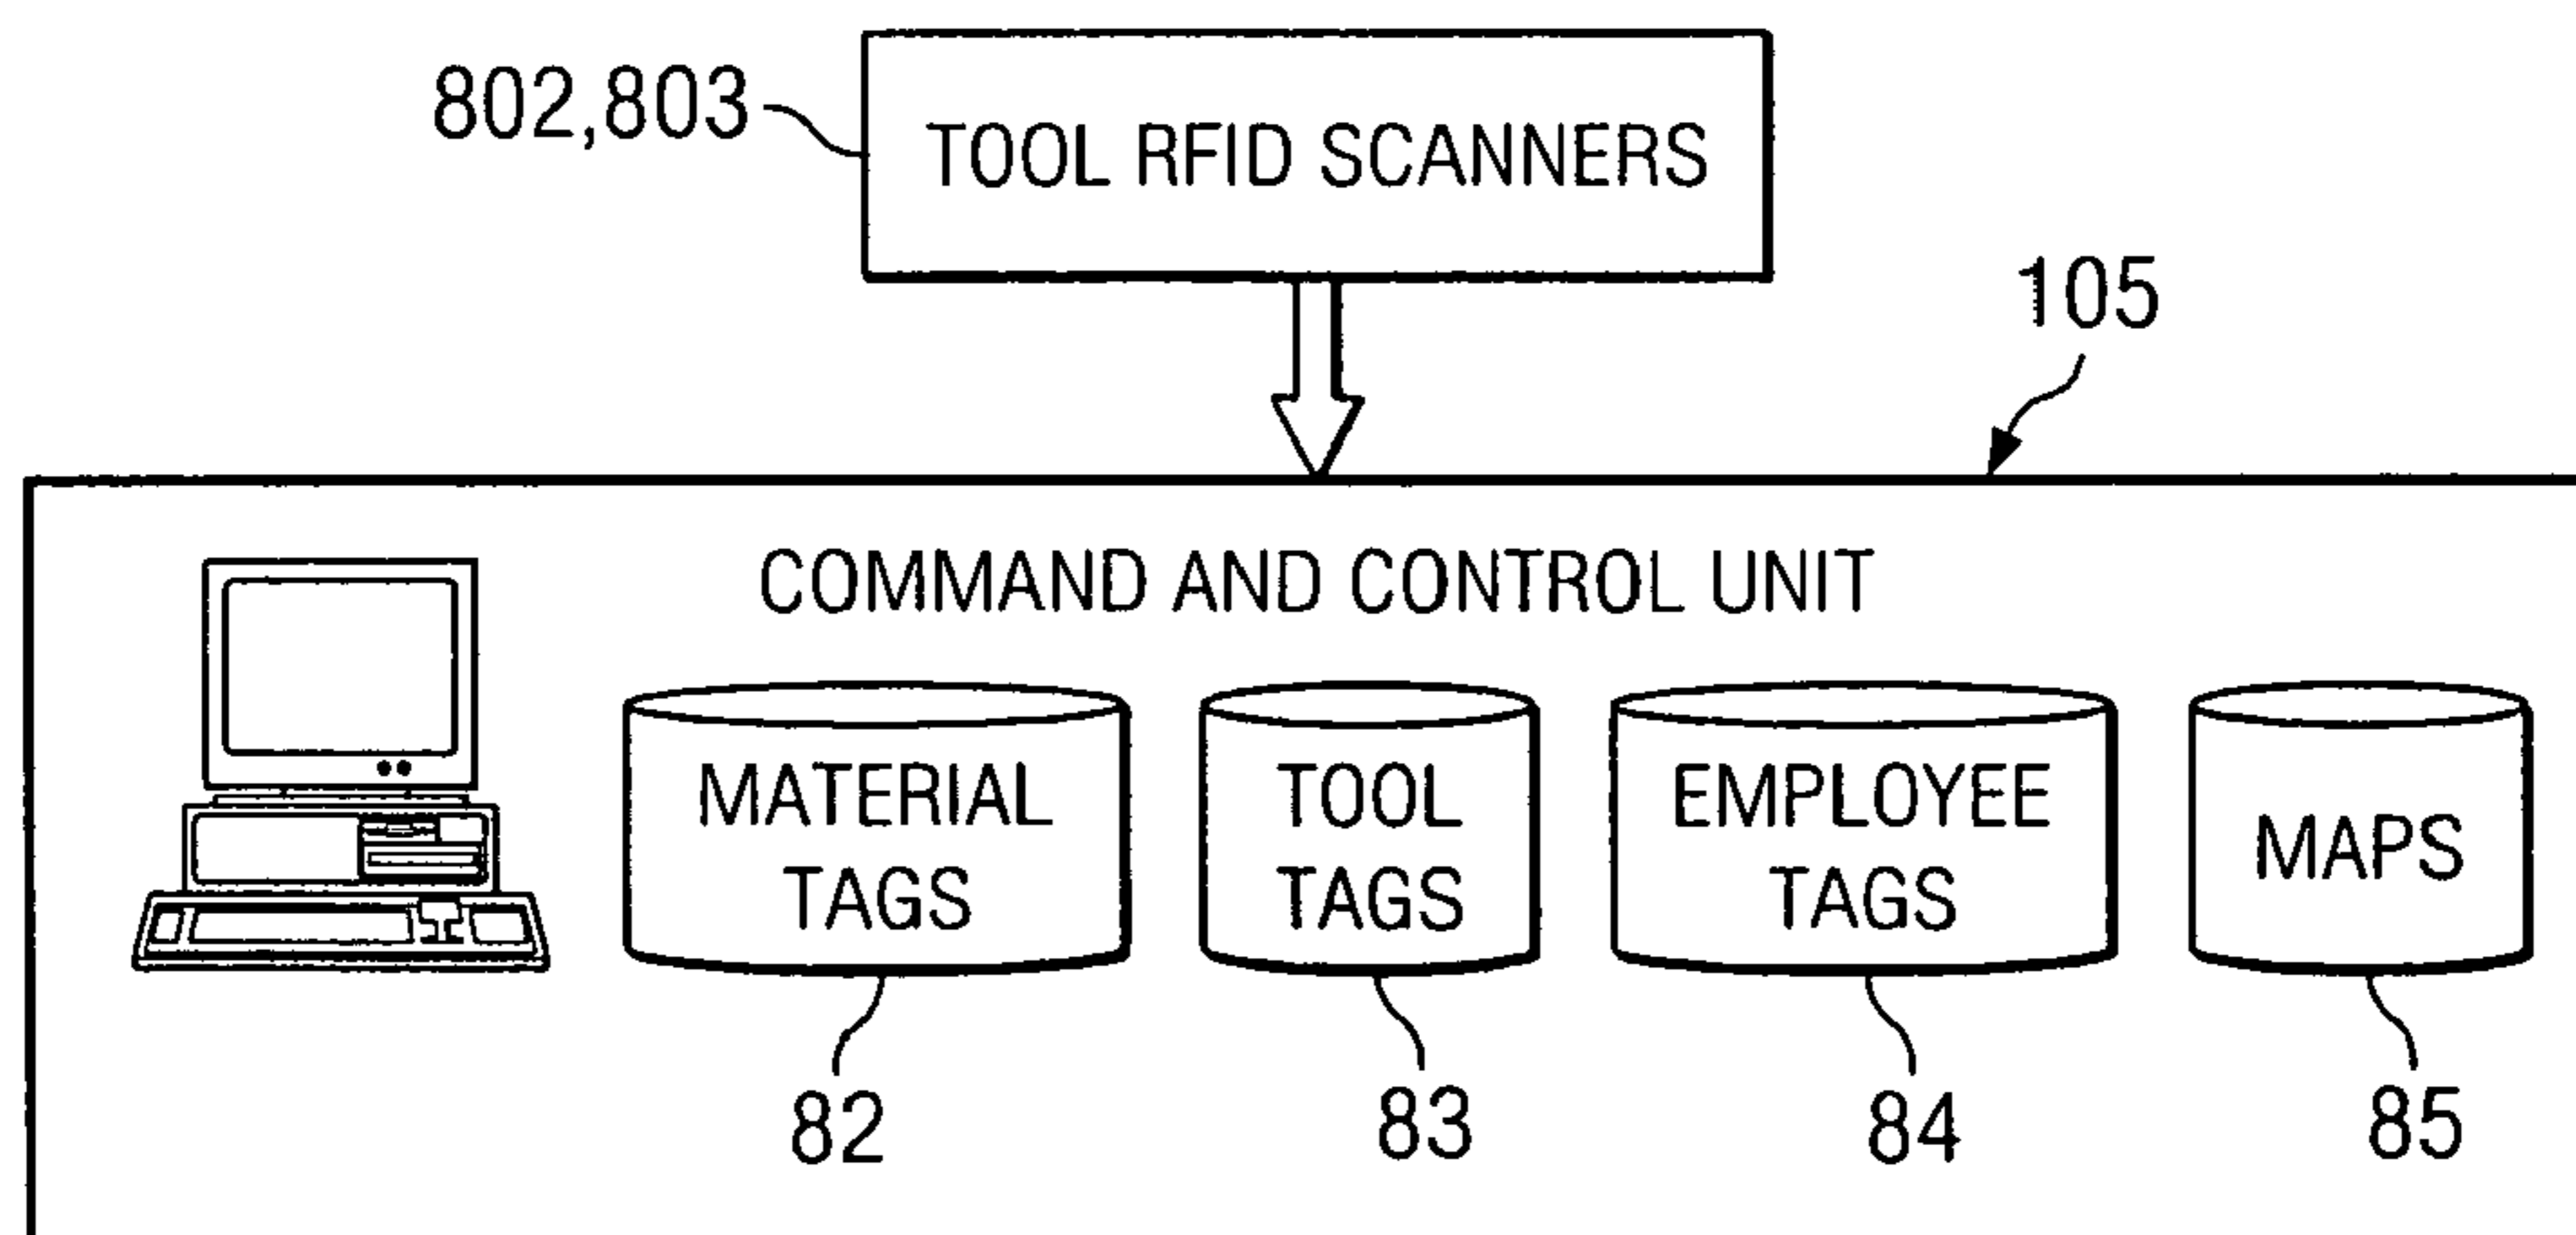 802,803
TOOL RFID SCANNERS
105
COMMAND AND CONTROL UNIT
MATERIAL
TAGS
TOOL
TAGS
EMPLOYEE
TAGS
MAPS
82
83
84
85